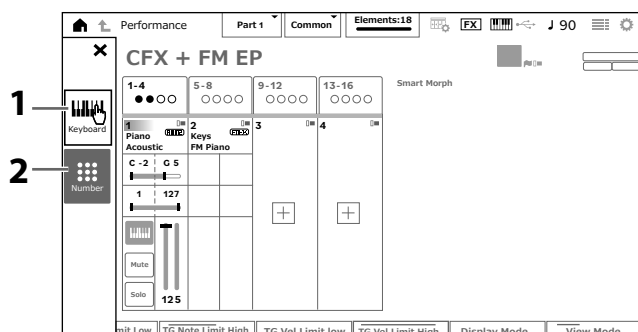 Performance
Part 1
Common
Elements:18
FX
♩ 90
CFX + FM EP
1
Keyboard
2
Number
1-4
5-8
9-12
13-16
Smart Morph
1
Piano
Acoustic
2
Keys
FM-X
FM Piano
3
4
C -2 G 5
1 127
Mute
Solo
125
mit Low
TG Note Limit High
TG Vel Limit low
TG Vel Limit High
Display Mode
View Mode